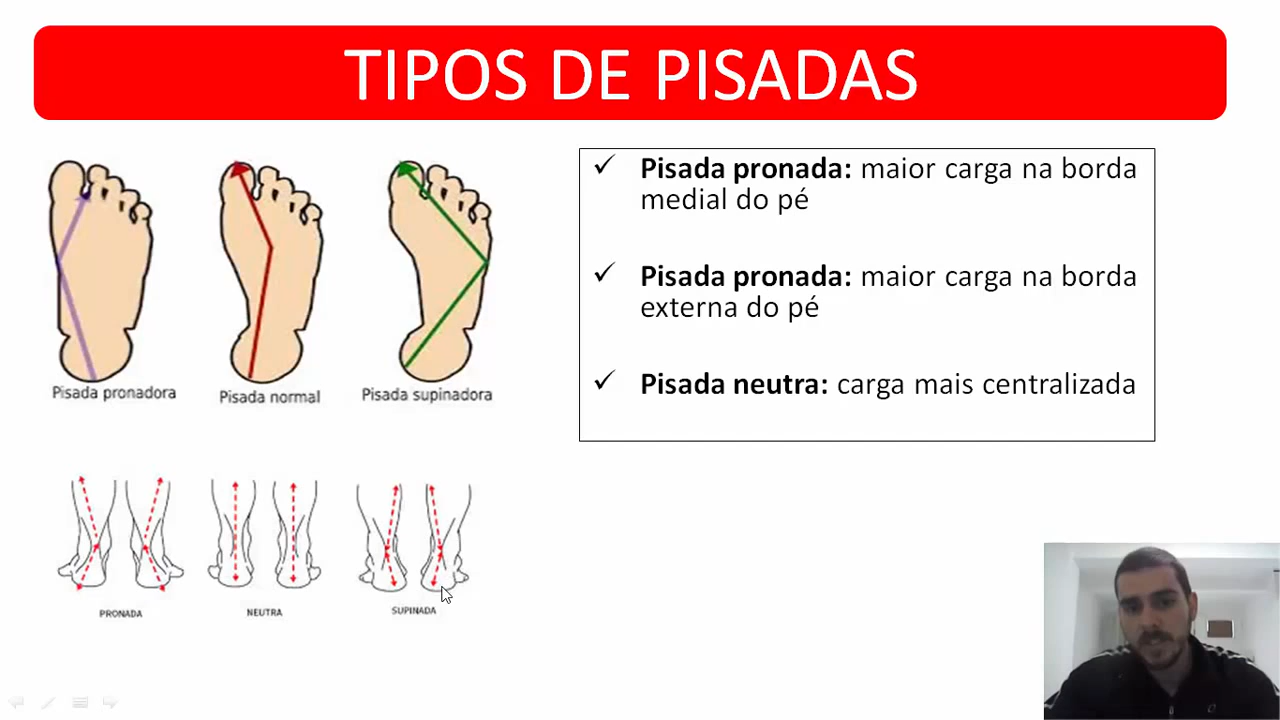 TIPOS DE PISADAS
Pisada pronadora
Pisada normal
Pisada supinadora
✓ Pisada pronada: maior carga na borda
medial do pé
✓ Pisada pronada: maior carga na borda
externa do pé
✓ Pisada neutra: carga mais centralizada
PRONADA
NEUTRA
SUPINADA